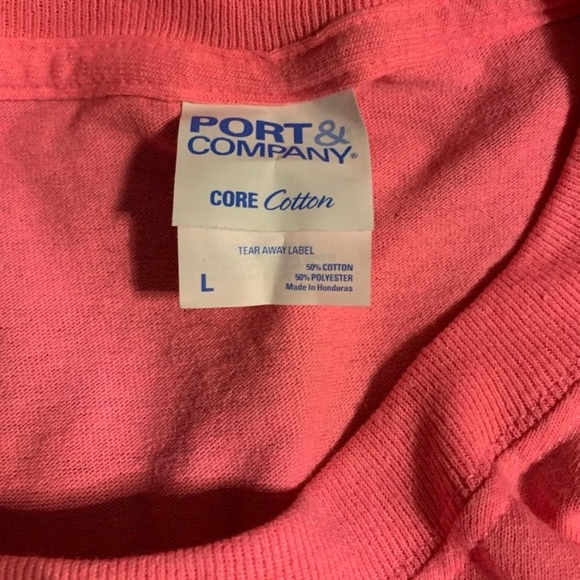 PORT&
COMPANY®
CORE Cotton
TEAR AWAY LABEL
50% COTTON
50% POLYESTER
L Made In Honduras